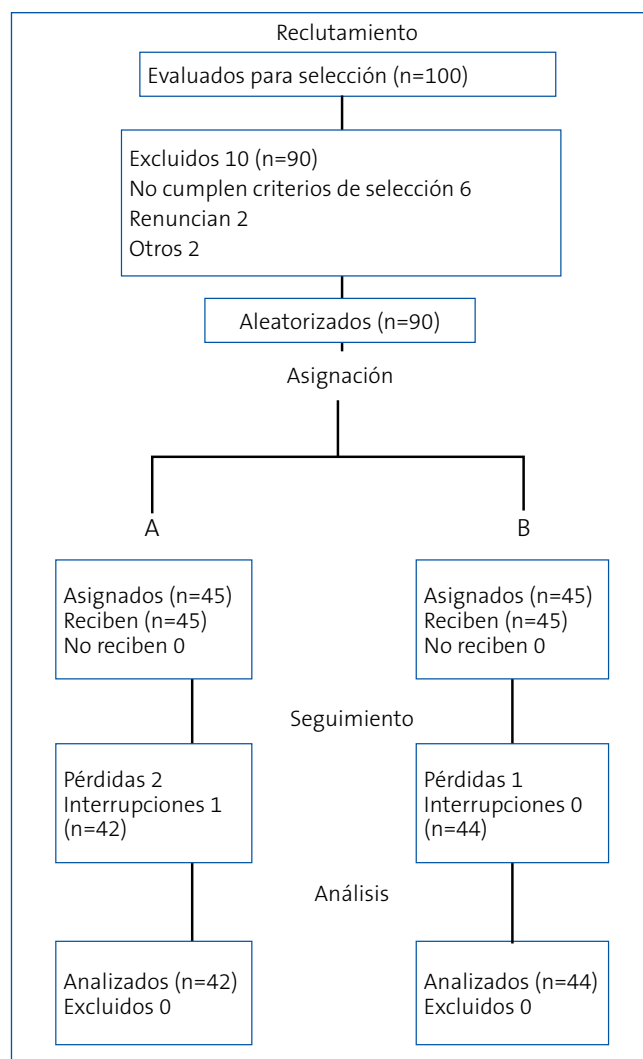 Reclutamiento
Evaluados para selección (n=100)
Excluidos 10 (n=90)
No cumplen criterios de selección 6
Renuncian 2
Otros 2
Aleatorizados (n=90)
Asignación
A
B
Asignados (n=45)
Reciben (n=45)
No reciben 0
Asignados (n=45)
Reciben (n=45)
No reciben 0
Seguimiento
Pérdidas 2
Interrupciones 1
(n=42)
Pérdidas 1
Interrupciones 0
(n=44)
Análisis
Analizados (n=42)
Excluidos 0
Analizados (n=44)
Excluidos 0